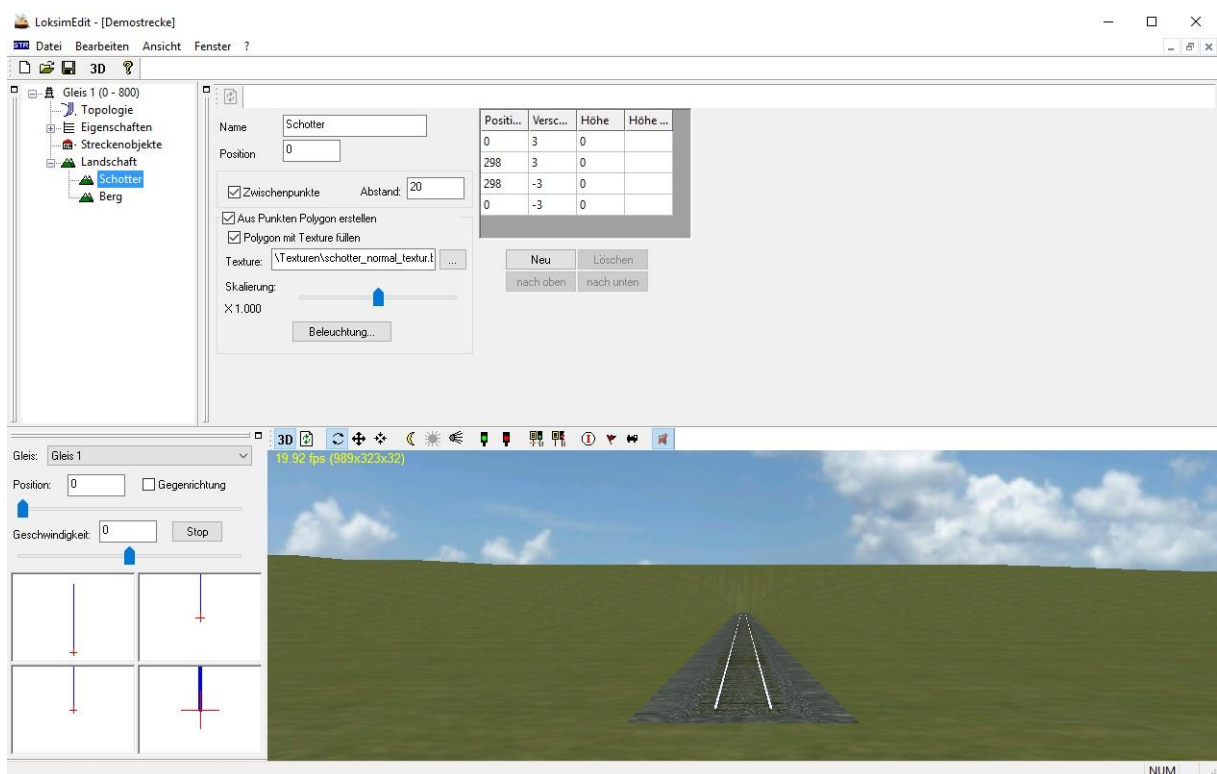 LoksimEdit - [Demostrecke]
STR Datei Bearbeiten Ansicht Fenster ?
3D ?
Gleis 1 (0 - 800)
Topologie
Eigenschaften
Streckenobjekte
Landschaft
Schotter
Berg
Name Schotter
Position 0
Zwischenpunkte Abstand: 20
Aus Punkten Polygon erstellen
Polygon mit Texture füllen
Texture: \Texturen\schotter_normal_textur.b ...
Skalierung:
X 1.000
Beleuchtung...
Positi... Versc... Höhe Höhe ...
0 3 0
298 3 0
298 -3 0
0 -3 0
Neu Löschen
nach oben nach unten
Gleis: Gleis 1
Position: 0 Gegenrichtung
Geschwindigkeit: 0 Stop
3D
19.92 fps (989x323x32)
NUM